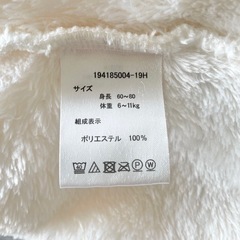 194185004-19H
サイズ
身長 60~80
体重 6~11kg
組成表示
ポリエステル 100%